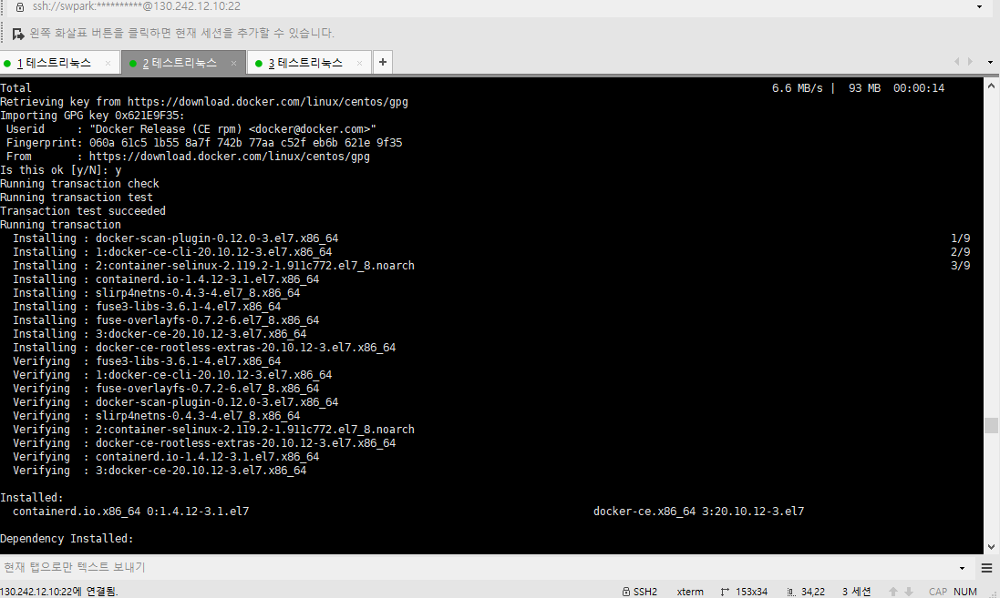 ssh://swpark:**********@130.242.12.10:22
왼쪽 화살표 버튼을 클릭하면 현재 세션을 추가할 수 있습니다.
1 테스트리눅스 × 2 테스트리눅스 × 3 테스트리눅스 × +
Total 6.6 MB/s | 93 MB 00:00:14
Retrieving key from https://download.docker.com/linux/centos/gpg
Importing GPG key 0x621E9F35:
Userid : "Docker Release (CE rpm) <docker@docker.com>"
Fingerprint: 060a 61c5 1b55 8a7f 742b 77aa c52f eb6b 621e 9f35
From : https://download.docker.com/linux/centos/gpg
Is this ok [y/N]: y
Running transaction check
Running transaction test
Transaction test succeeded
Running transaction
Installing : docker-scan-plugin-0.12.0-3.el7.x86_64 1/9
Installing : 1:docker-ce-cli-20.10.12-3.el7.x86_64 2/9
Installing : 2:container-selinux-2.119.2-1.911c772.el7_8.noarch 3/9
Installing : containerd.io-1.4.12-3.1.el7.x86_64
Installing : slirp4netns-0.4.3-4.el7_8.x86_64
Installing : fuse3-libs-3.6.1-4.el7.x86_64
Installing : fuse-overlayfs-0.7.2-6.el7_8.x86_64
Installing : 3:docker-ce-20.10.12-3.el7.x86_64
Installing : docker-ce-rootless-extras-20.10.12-3.el7.x86_64
Verifying : fuse3-libs-3.6.1-4.el7.x86_64
Verifying : 1:docker-ce-cli-20.10.12-3.el7.x86_64
Verifying : fuse-overlayfs-0.7.2-6.el7_8.x86_64
Verifying : docker-scan-plugin-0.12.0-3.el7.x86_64
Verifying : slirp4netns-0.4.3-4.el7_8.x86_64
Verifying : 2:container-selinux-2.119.2-1.911c772.el7_8.noarch
Verifying : docker-ce-rootless-extras-20.10.12-3.el7.x86_64
Verifying : containerd.io-1.4.12-3.1.el7.x86_64
Verifying : 3:docker-ce-20.10.12-3.el7.x86_64
Installed:
containerd.io.x86_64 0:1.4.12-3.1.el7 docker-ce.x86_64 3:20.10.12-3.el7
Dependency Installed:
현재 탭으로만 텍스트 보내기
130.242.12.10:22에 연결됨. SSH2 xterm 153x34 34,22 3 세션 CAP NUM